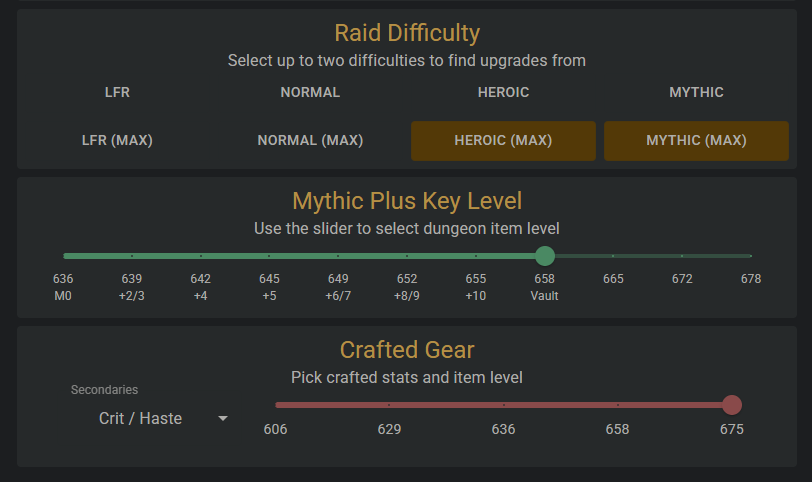 Raid Difficulty
Select up to two difficulties to find upgrades from
LFR NORMAL HEROIC MYTHIC
LFR (MAX) NORMAL (MAX) HEROIC (MAX) MYTHIC (MAX)
Mythic Plus Key Level
Use the slider to select dungeon item level
636 639 642 645 649 652 655 658 665 672 678
M0 +2/3 +4 +5 +6/7 +8/9 +10 Vault
Crafted Gear
Pick crafted stats and item level
Secondaries
Crit / Haste
606 629 636 658 675